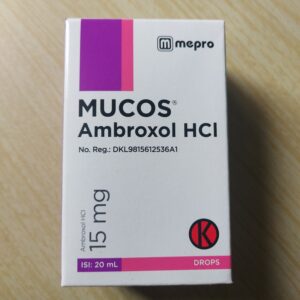 mepro
MUCOS®
Ambroxol HCl
No. Reg.: DKL9815612536A1
Ambroxol HCl
15 mg
K
ISI: 20 mL
DROPS